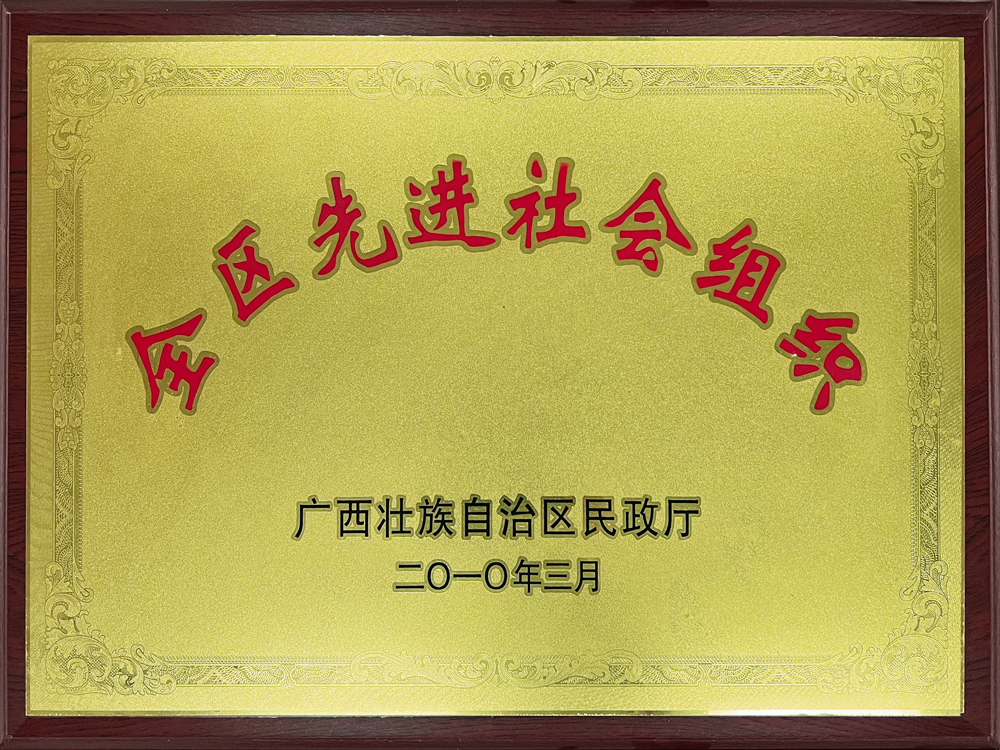 全区先进社会组织
广西壮族自治区民政厅
二〇一〇年三月